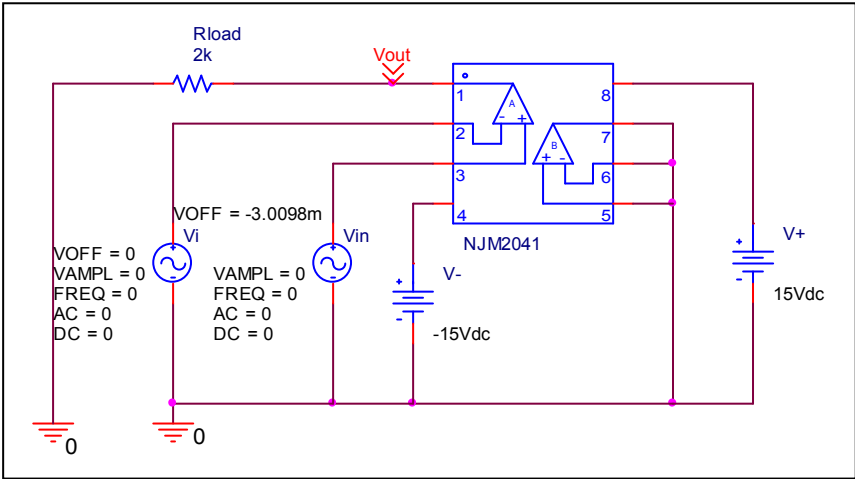 Rload
2k
Vout
1
2
3
4
A
B
8
7
6
5
NJM2041
VOFF = -3.0098m
Vi
VOFF = 0
VAMPL = 0
FREQ = 0
AC = 0
DC = 0
Vin
VAMPL = 0
FREQ = 0
AC = 0
DC = 0
V-
-15Vdc
V+
15Vdc
0
0